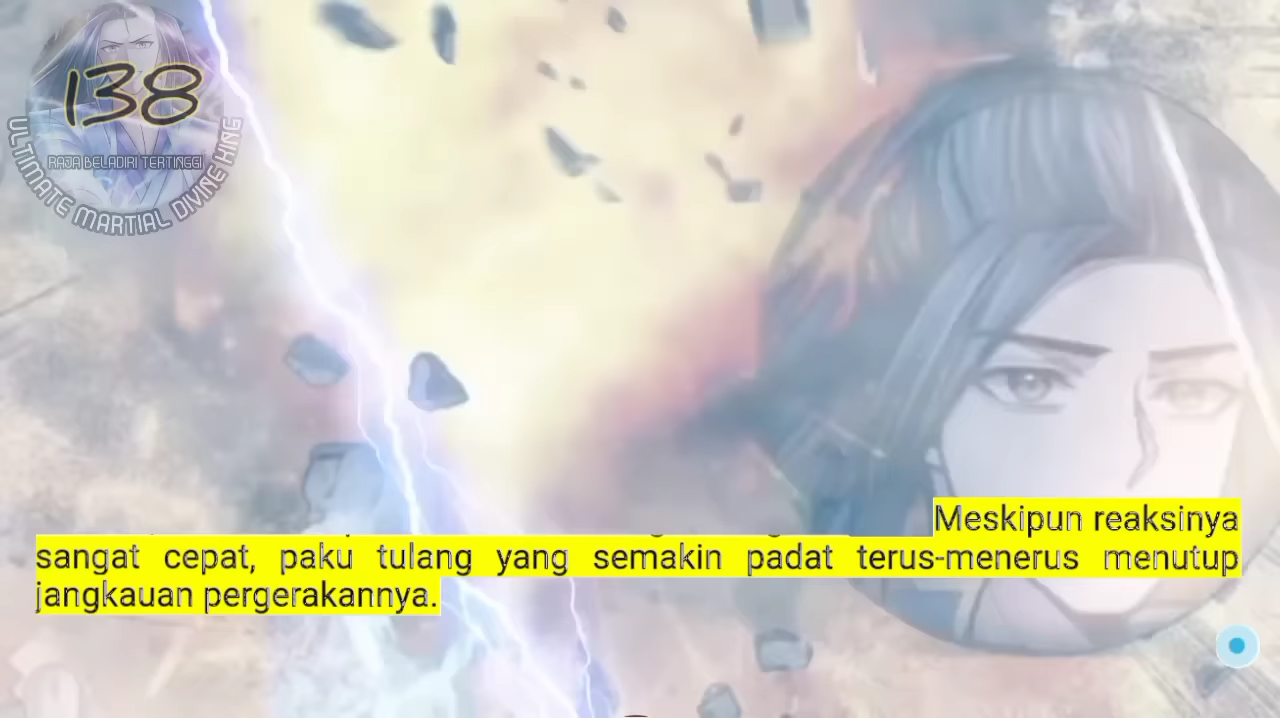 138
RAJA BELADIRI TERTINGGI
ULTIMATE MARTIAL DIVINE KING
Meskipun reaksinya
sangat cepat, paku tulang yang semakin padat terus-menerus menutup
jangkauan pergerakannya.